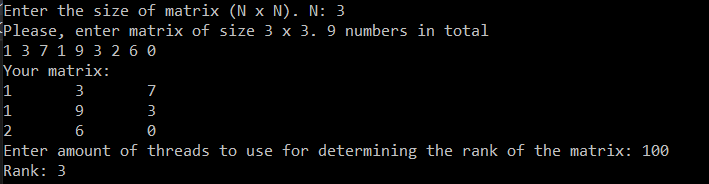 Enter the size of matrix (N x N). N: 3
Please, enter matrix of size 3 x 3. 9 numbers in total
1 3 7 1 9 3 2 6 0
Your matrix:
1 3 7
1 9 3
2 6 0
Enter amount of threads to use for determining the rank of the matrix: 100
Rank: 3